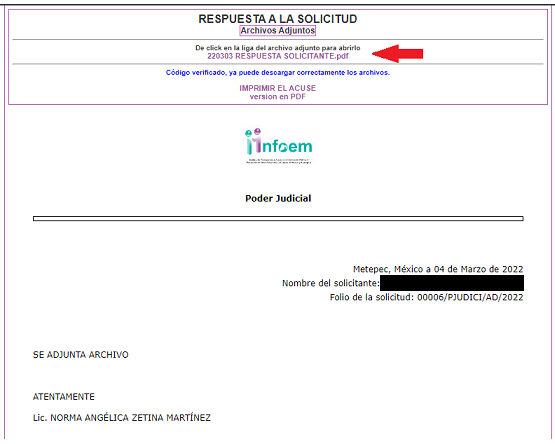 RESPUESTA A LA SOLICITUD
Archivos Adjuntos
De click en la liga del archivo adjunto para abrirlo
220303 RESPUESTA SOLICITANTE.pdf
Código verificado, ya puede descargar correctamente los archivos.
IMPRIMIR EL ACUSE
version en PDF
infoem
Poder Judicial
Metepec, México a 04 de Marzo de 2022
Nombre del solicitante:
Folio de la solicitud: 00006/PJUDICI/AD/2022
SE ADJUNTA ARCHIVO
ATENTAMENTE
Lic. NORMA ANGÉLICA ZETINA MARTÍNEZ